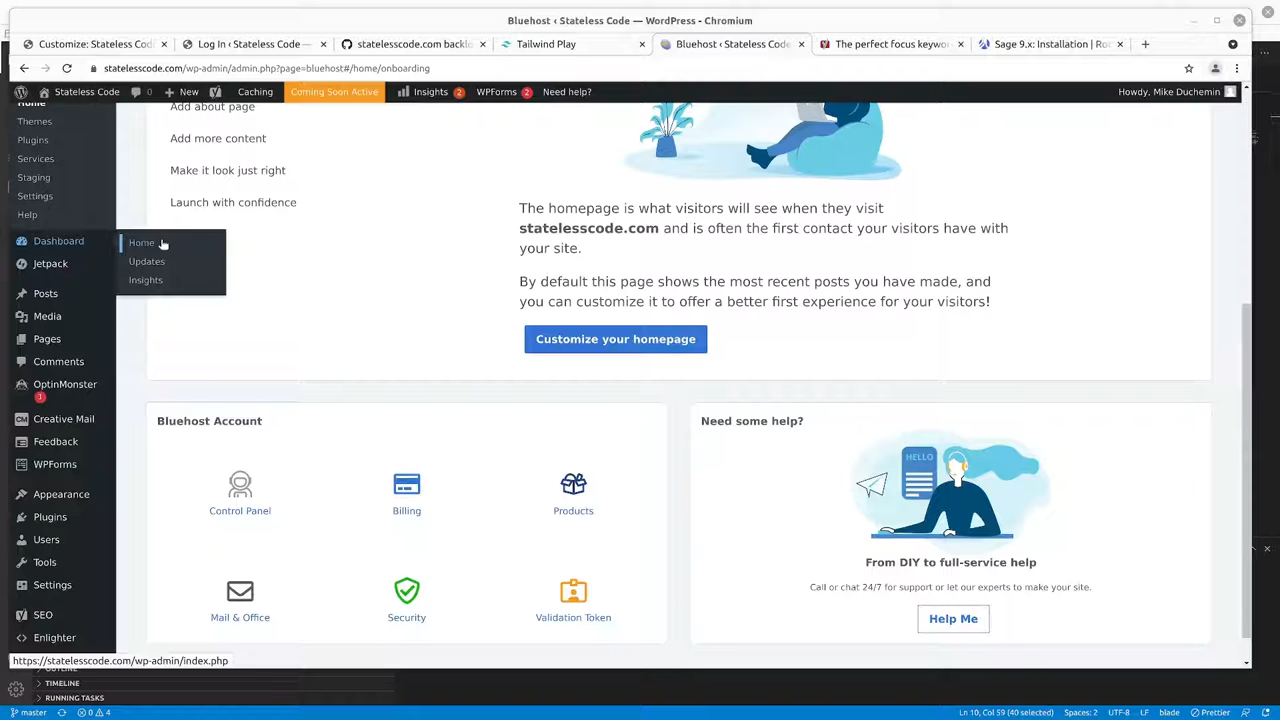 Bluehost ‹ Stateless Code — WordPress - Chromium
Customize: Stateless Cod
Log In ‹ Stateless Code —
statelesscode.com backlo
Tailwind Play
Bluehost ‹ Stateless Code
The perfect focus keywor
Sage 9.x: Installation | Ro
statelesscode.com/wp-admin/admin.php?page=bluehost#/home/onboarding
Stateless Code
0
New
Caching
Coming Soon Active
Insights 2
WPForms 2
Need help?
Howdy, Mike Duchemin
Home
Themes
Plugins
Services
Staging
Settings
Help
Dashboard
Home
Updates
Insights
Jetpack
Posts
Media
Pages
Comments
OptinMonster
Creative Mail
Feedback
WPForms
Appearance
Plugins
Users
Tools
Settings
SEO
Enlighter
Add about page
Add more content
Make it look just right
Launch with confidence
The homepage is what visitors will see when they visit
statelesscode.com and is often the first contact your visitors have with
your site.
By default this page shows the most recent posts you have made, and
you can customize it to offer a better first experience for your visitors!
Customize your homepage
Bluehost Account
Control Panel
Billing
Products
Mail & Office
Security
Validation Token
Need some help?
HELLO
From DIY to full-service help
Call or chat 24/7 for support or let our experts to make your site.
Help Me
https://statelesscode.com/wp-admin/index.php
TIMELINE
RUNNING TASKS
master
0
4
Ln 10, Col 59 (40 selected)
Spaces: 2
UTF-8
LF
blade
Prettier